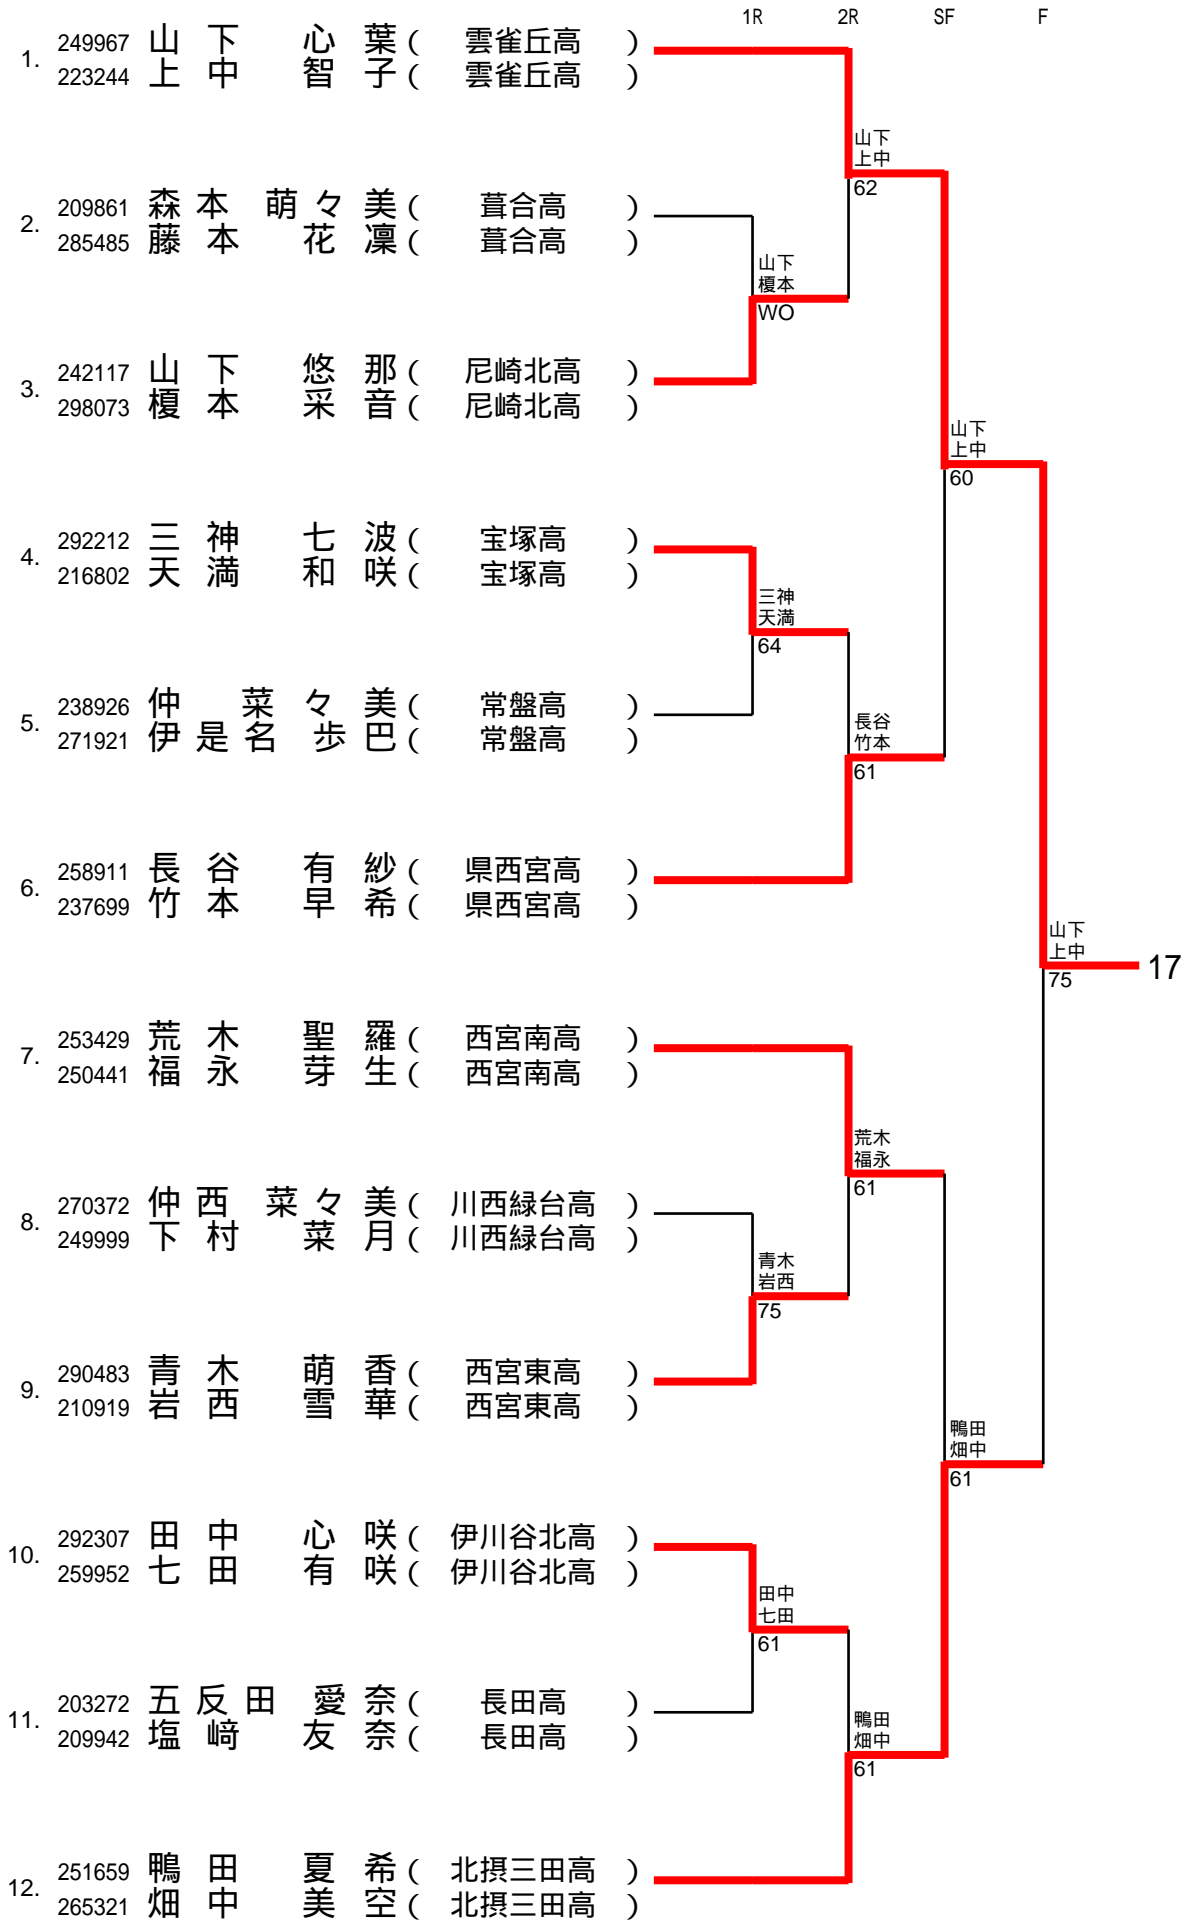 1R 2R SF F
1. 249967 山下 心葉 ( 雲雀丘高 )
223244 上中 智子 ( 雲雀丘高 )
山下
上中
62
2. 209861 森本 萌々美 ( 葺合高 )
285485 藤本 花凜 ( 葺合高 )
山下
榎本
WO
3. 242117 山下 悠那 ( 尼崎北高 )
298073 榎本 采音 ( 尼崎北高 )
山下
上中
60
4. 292212 三神 七波 ( 宝塚高 )
216802 天満 和咲 ( 宝塚高 )
三神
天満
64
5. 238926 仲 菜々美 ( 常盤高 )
271921 伊是名 歩巴 ( 常盤高 )
長谷
竹本
61
6. 258911 長谷 有紗 ( 県西宮高 )
237699 竹本 早希 ( 県西宮高 )
山下
上中
75
17
7. 253429 荒木 聖羅 ( 西宮南高 )
250441 福永 芽生 ( 西宮南高 )
荒木
福永
61
8. 270372 仲西 菜々美 ( 川西緑台高 )
249999 下村 菜月 ( 川西緑台高 )
青木
岩西
75
9. 290483 青木 萌香 ( 西宮東高 )
210919 岩西 雪華 ( 西宮東高 )
鴨田
畑中
61
10. 292307 田中 心咲 ( 伊川谷北高 )
259952 七田 有咲 ( 伊川谷北高 )
田中
七田
61
11. 203272 五反田 愛奈 ( 長田高 )
209942 塩﨑 友奈 ( 長田高 )
鴨田
畑中
61
12. 251659 鴨田 夏希 ( 北摂三田高 )
265321 畑中 美空 ( 北摂三田高 )